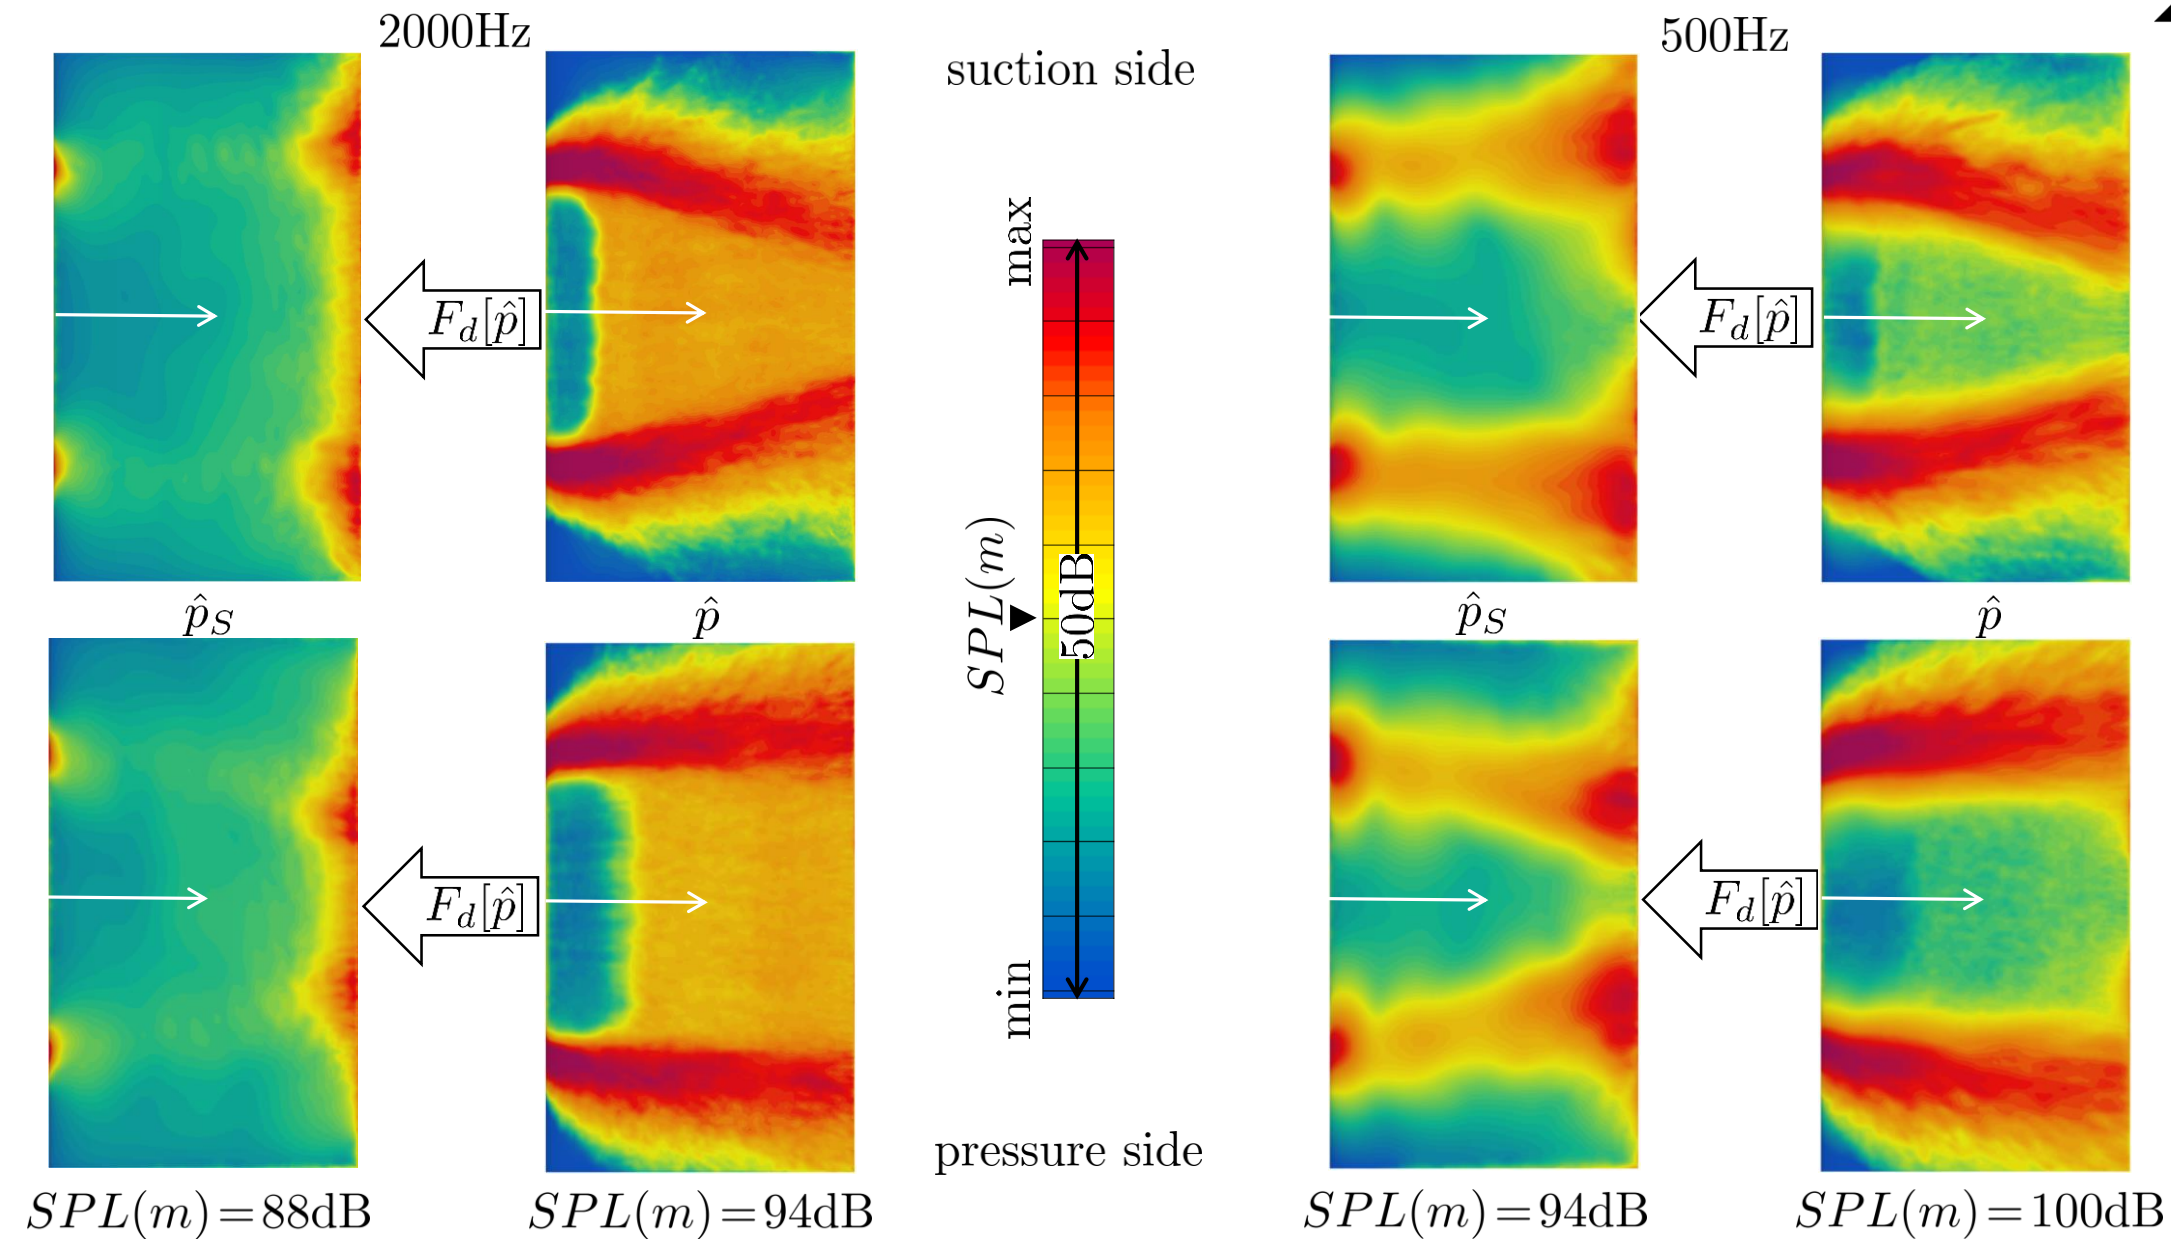 2000Hz
500Hz
suction side
F_d[p̂]
F_d[p̂]
max
SPL(m)
50dB
min
p̂_S
p̂
p̂_S
p̂
F_d[p̂]
F_d[p̂]
pressure side
SPL(m)=88dB
SPL(m)=94dB
SPL(m)=94dB
SPL(m)=100dB